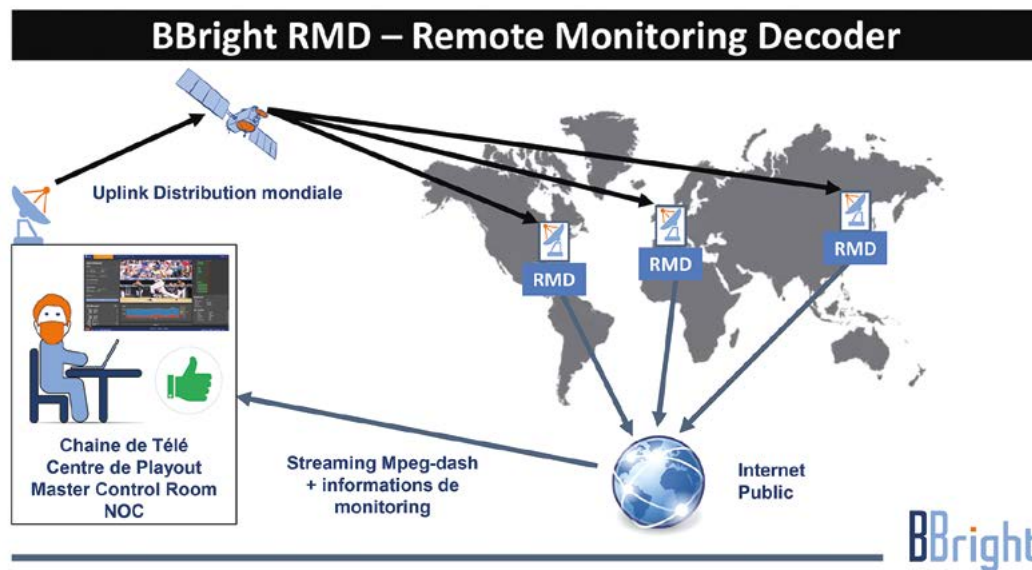 BBright RMD – Remote Monitoring Decoder
Uplink Distribution mondiale
RMD
RMD
RMD
Chaine de Télé
Centre de Playout
Master Control Room
NOC
Streaming Mpeg-dash
+ informations de
monitoring
Internet
Public
BBright